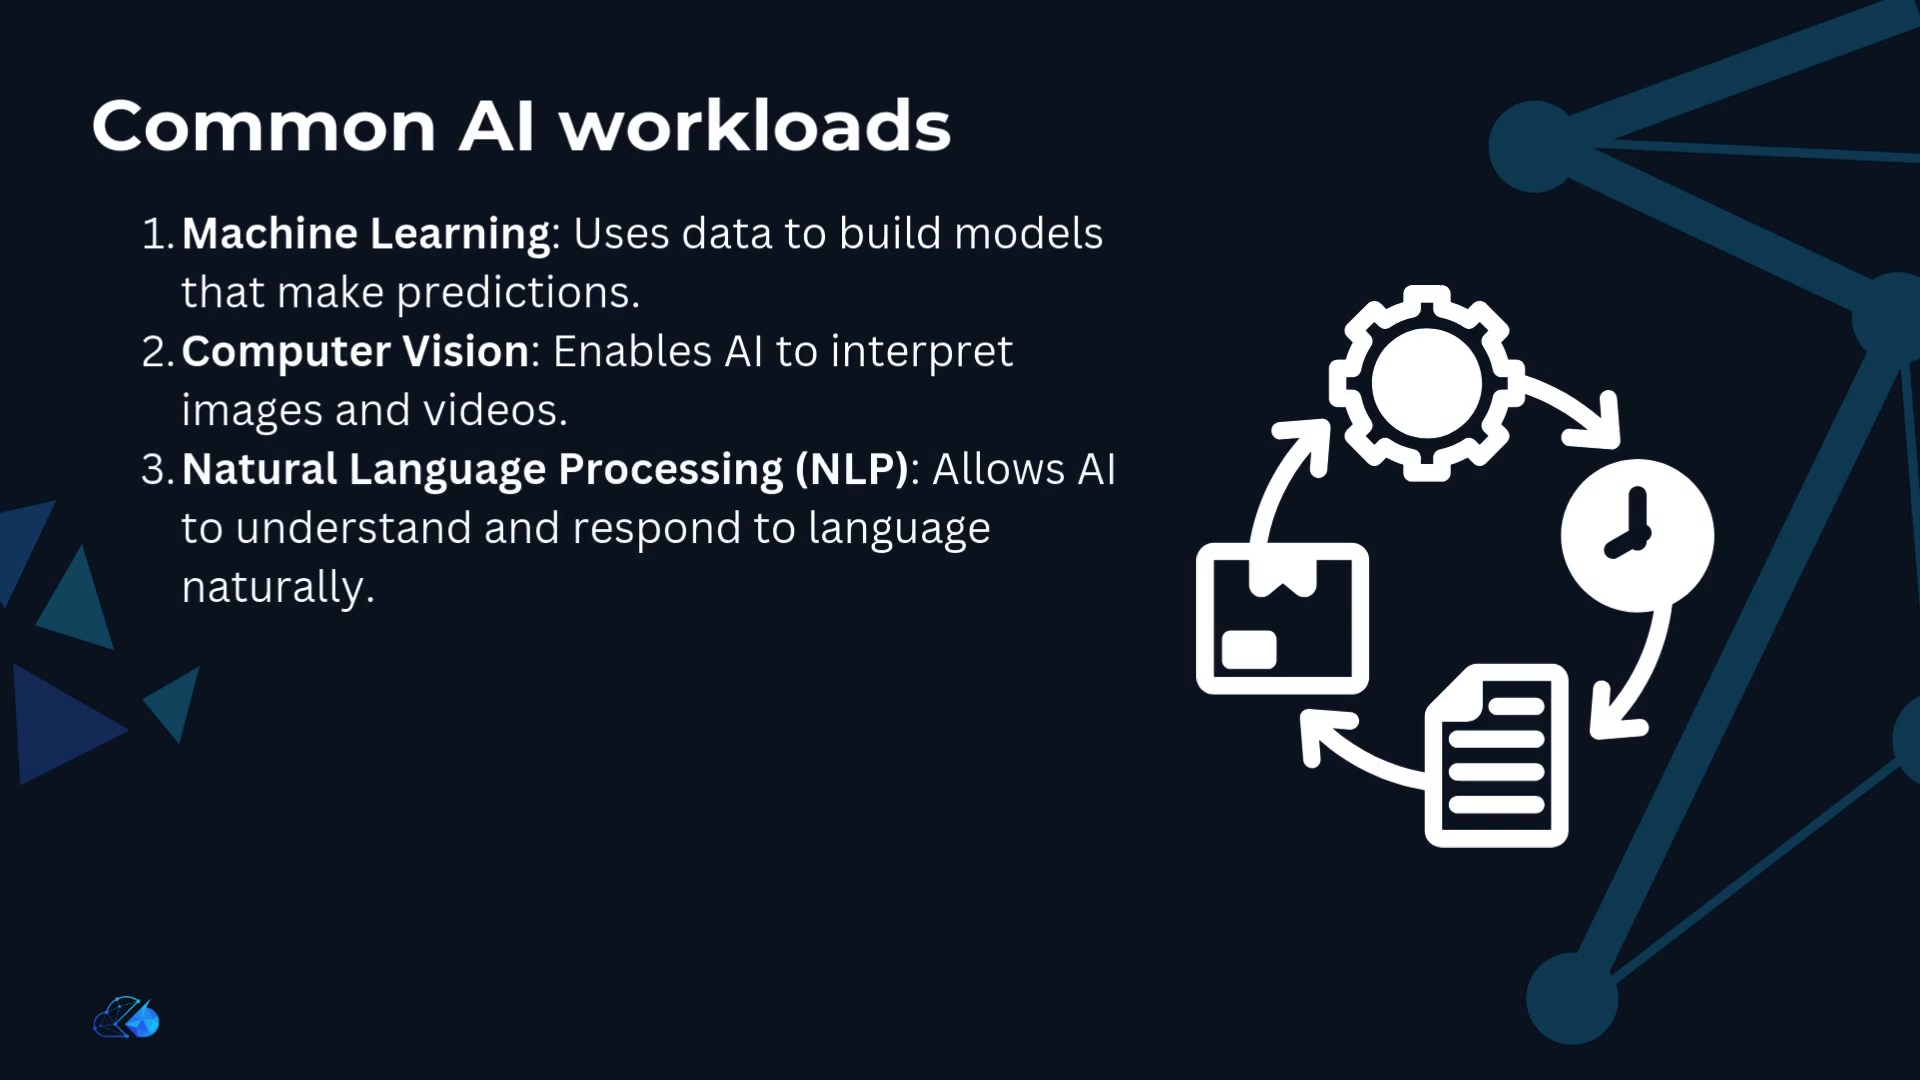 Common AI workloads
1. Machine Learning: Uses data to build models
that make predictions.
2. Computer Vision: Enables AI to interpret
images and videos.
3. Natural Language Processing (NLP): Allows AI
to understand and respond to language
naturally.